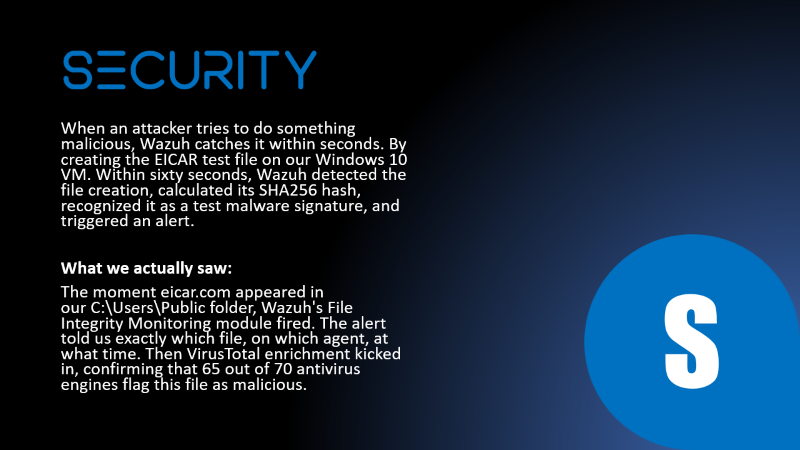 SECURITY
When an attacker tries to do something
malicious, Wazuh catches it within seconds. By
creating the EICAR test file on our Windows 10
VM. Within sixty seconds, Wazuh detected the
file creation, calculated its SHA256 hash,
recognized it as a test malware signature, and
triggered an alert.
What we actually saw:
The moment eicar.com appeared in
our C:\Users\Public folder, Wazuh's File
Integrity Monitoring module fired. The alert
told us exactly which file, on which agent, at
what time. Then VirusTotal enrichment kicked
in, confirming that 65 out of 70 antivirus
engines flag this file as malicious.
S